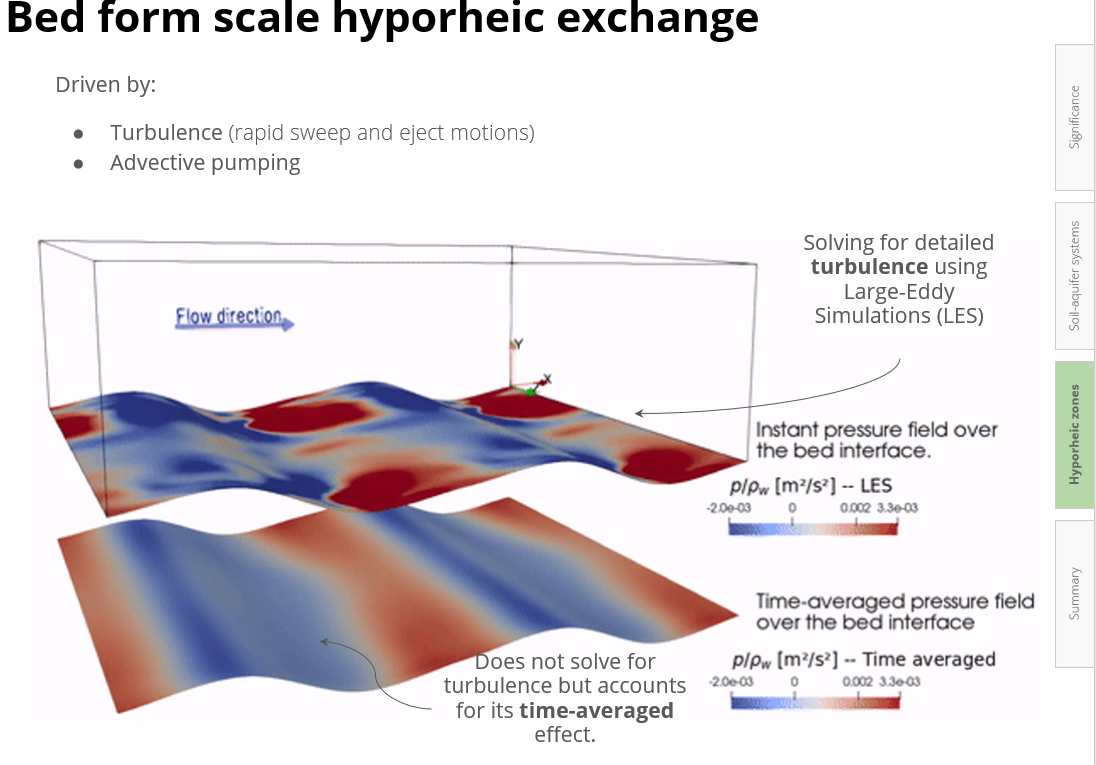 Bed form scale hyporheic exchange
Driven by:
● Turbulence (rapid sweep and eject motions)
● Advective pumping
Flow direction
Y
X
Solving for detailed
turbulence using
Large-Eddy
Simulations (LES)
Instant pressure field over
the bed interface.
p/ρw [m²/s²] -- LES
-2.0e-03 0 0.002 3.3e-03
Time-averaged pressure field
over the bed interface
p/ρw [m²/s²] -- Time averaged
-2.0e-03 0 0.002 3.3e-03
Does not solve for
turbulence but accounts
for its time-averaged
effect.
Significance
Soil-aquifer systems
Hyporheic zones
Summary